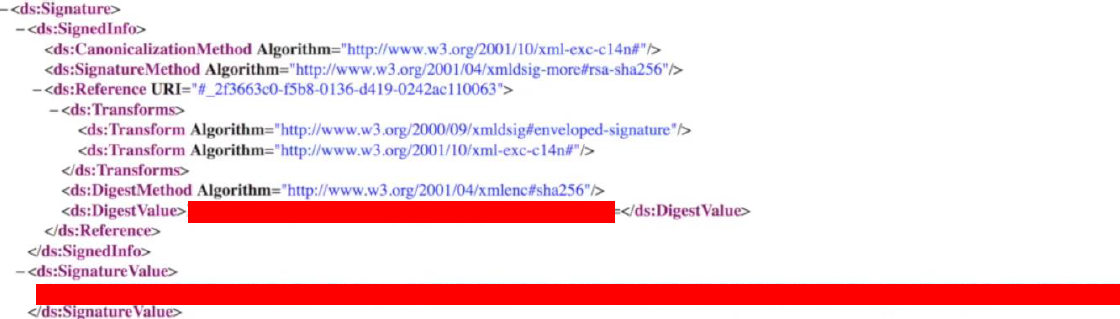 −<ds:Signature>
−<ds:SignedInfo>
<ds:CanonicalizationMethod Algorithm="http://www.w3.org/2001/10/xml-exc-c14n#"/>
<ds:SignatureMethod Algorithm="http://www.w3.org/2001/04/xmldsig-more#rsa-sha256"/>
−<ds:Reference URI="#_2f3663c0-f5b8-0136-d419-0242ac110063">
−<ds:Transforms>
<ds:Transform Algorithm="http://www.w3.org/2000/09/xmldsig#enveloped-signature"/>
<ds:Transform Algorithm="http://www.w3.org/2001/10/xml-exc-c14n#"/>
</ds:Transforms>
<ds:DigestMethod Algorithm="http://www.w3.org/2001/04/xmlenc#sha256"/>
<ds:DigestValue> =</ds:DigestValue>
</ds:Reference>
</ds:SignedInfo>
−<ds:SignatureValue>
</ds:SignatureValue>